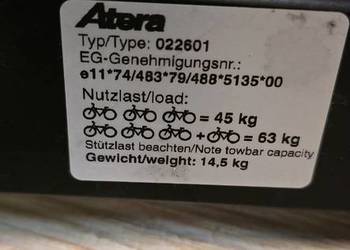 Atera
Typ/Type: 022601
EG-Genehmigungsnr.:
e11*74/483*79/488*5135*00
Nutzlast/load:
= 45 kg
+ = 63 kg
Stützlast beachten/Note towbar capacity
Gewicht/weight: 14,5 kg